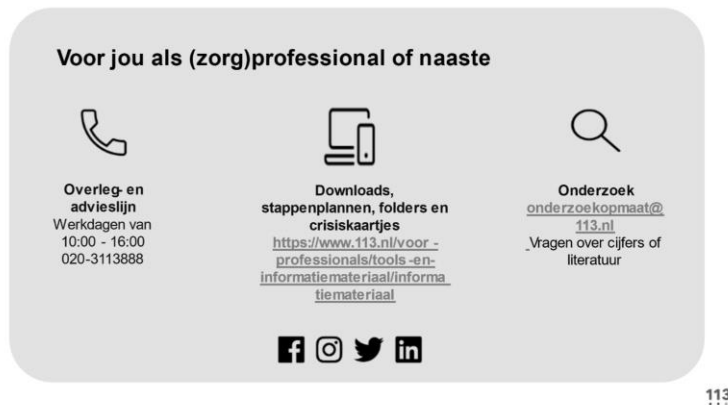 Voor jou als (zorg)professional of naaste
Overleg- en
advieslijn
Werkdagen van
10:00 - 16:00
020-3113888
Downloads,
stappenplannen, folders en
crisiskaartjes
https://www.113.nl/voor -
professionals/tools -en-
informatiemateriaal/informa
tiemateriaal
Onderzoek
onderzoekopmaat@
113.nl
Vragen over cijfers of
literatuur
113